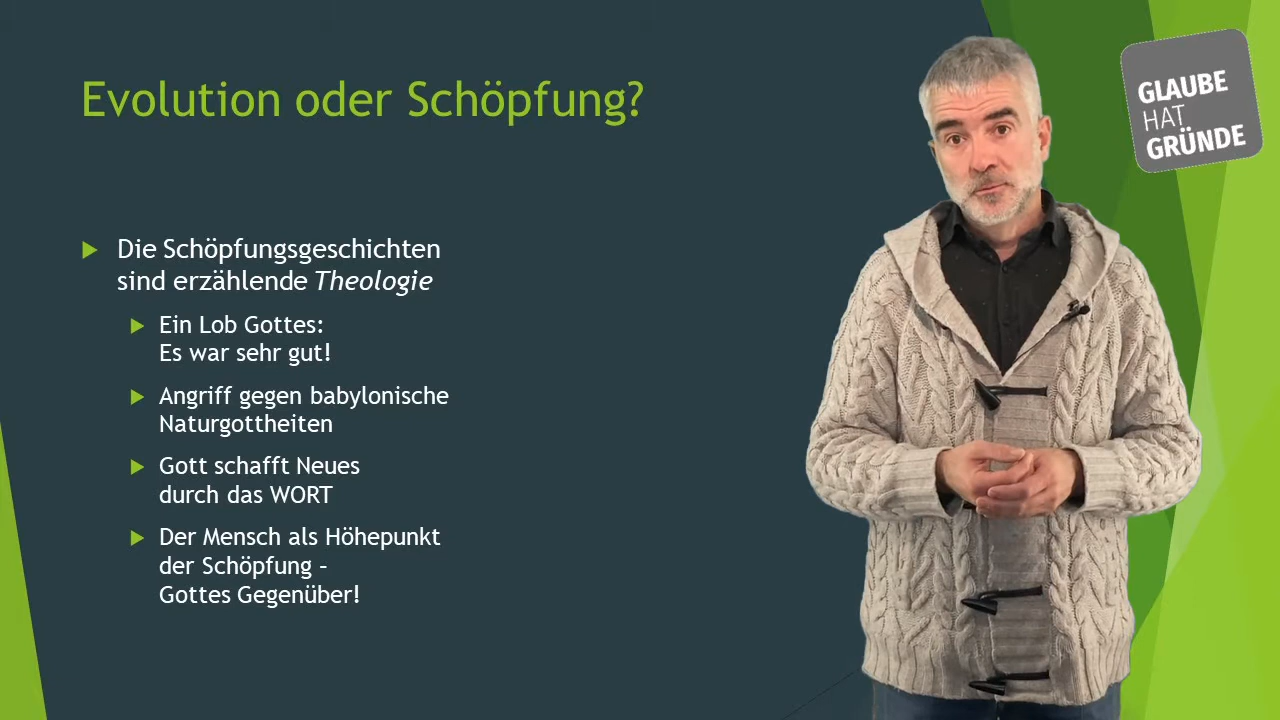 Evolution oder Schöpfung?
GLAUBE
HAT
GRÜNDE
Die Schöpfungsgeschichten
sind erzählende Theologie
Ein Lob Gottes:
Es war sehr gut!
Angriff gegen babylonische
Naturgottheiten
Gott schafft Neues
durch das WORT
Der Mensch als Höhepunkt
der Schöpfung –
Gottes Gegenüber!